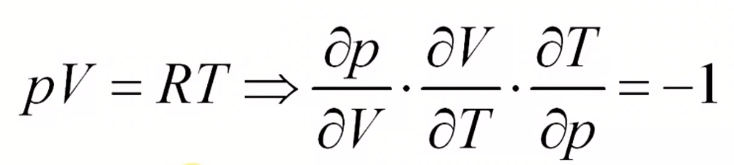 pV = RT ⇒ ∂p/∂V · ∂V/∂T · ∂T/∂p = −1